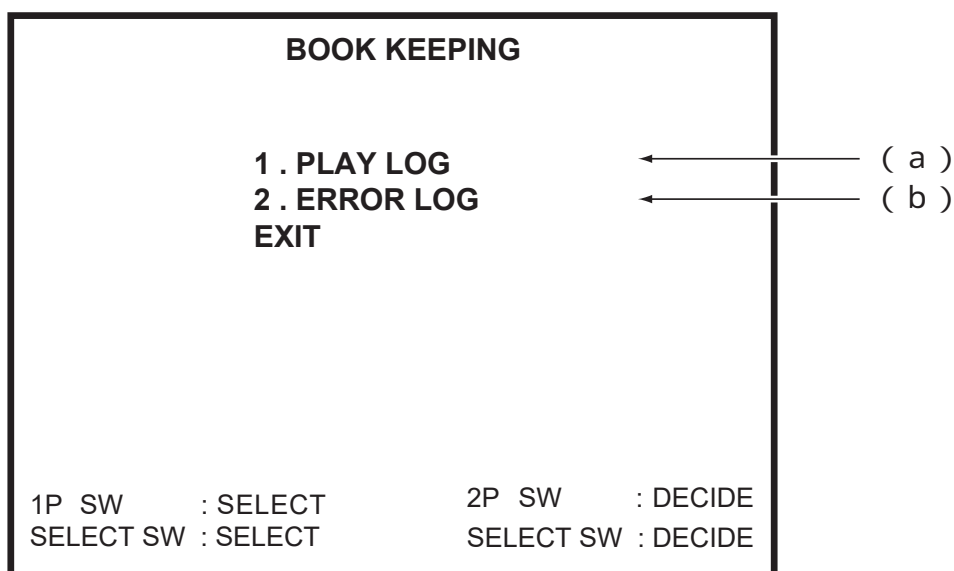 BOOK KEEPING
1 . PLAY LOG
( a )
2 . ERROR LOG
( b )
EXIT
1P SW : SELECT
2P SW : DECIDE
SELECT SW : SELECT
SELECT SW : DECIDE